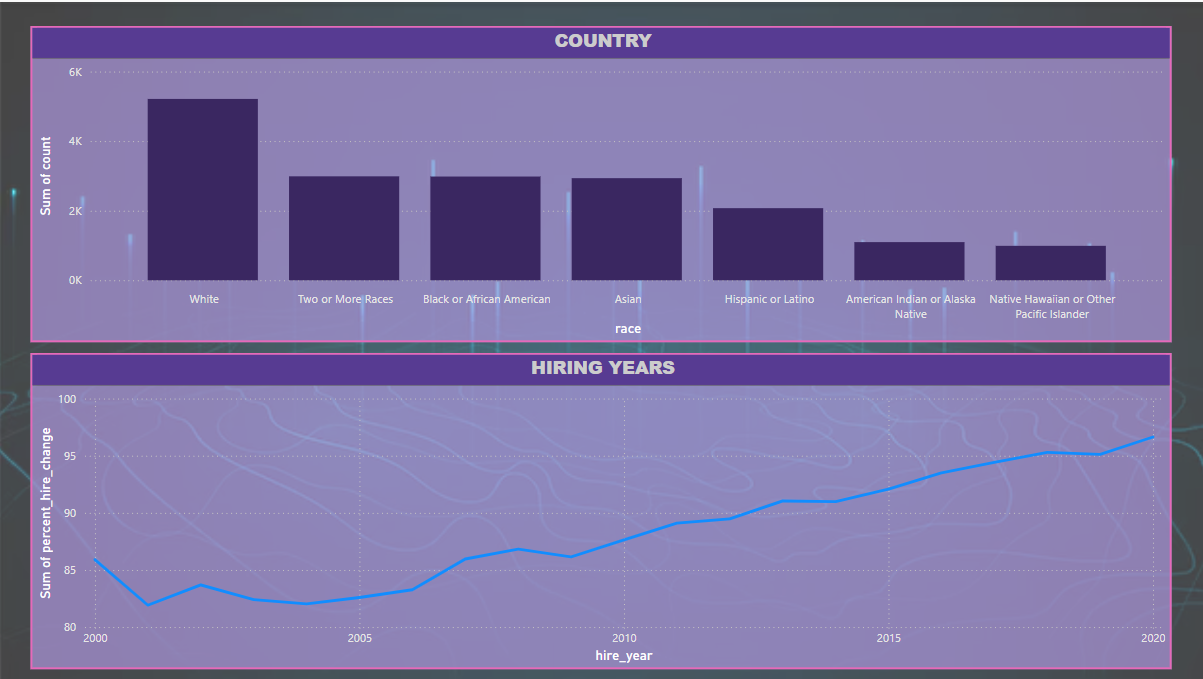 COUNTRY
6K
4K
2K
0K
Sum of count
White
Two or More Races
Black or African American
Asian
Hispanic or Latino
American Indian or Alaska
Native
Native Hawaiian or Other
Pacific Islander
race
HIRING YEARS
100
95
90
85
80
Sum of percent_hire_change
2000
2005
2010
2015
2020
hire_year